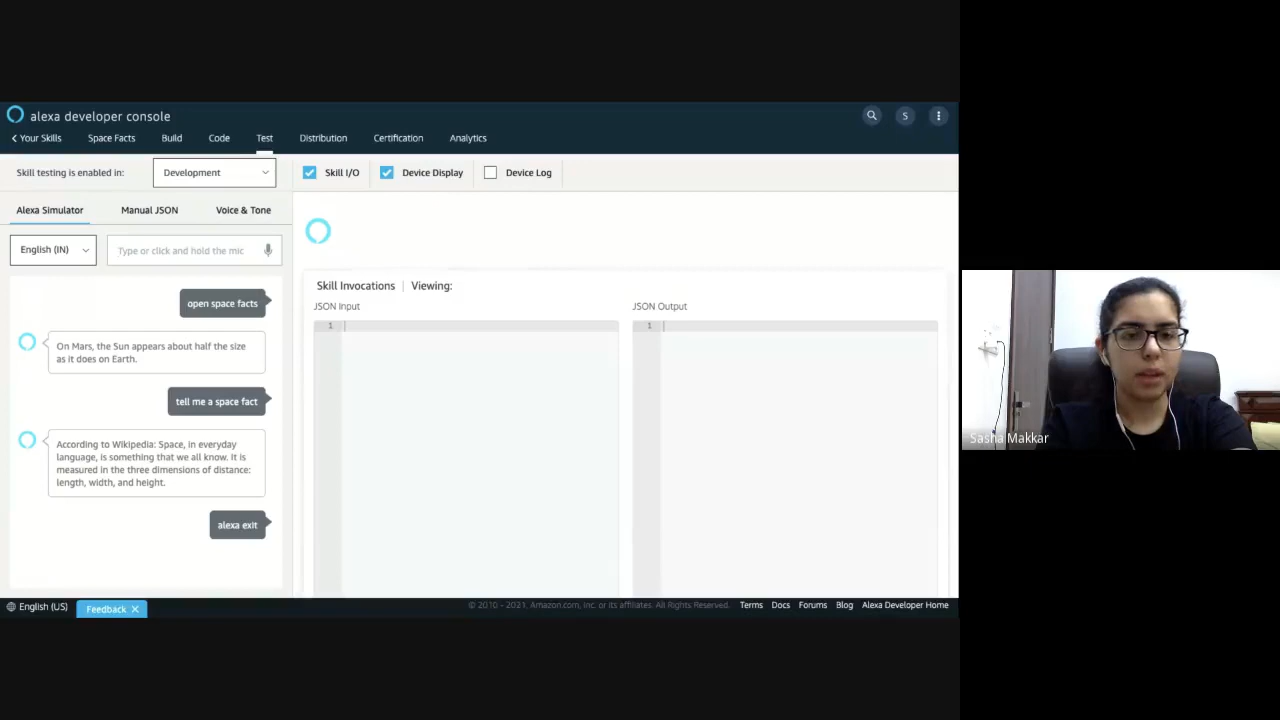 alexa developer console
S
Your Skills
Space Facts
Build
Code
Test
Distribution
Certification
Analytics
Skill testing is enabled in:
Development
Skill I/O
Device Display
Device Log
Alexa Simulator
Manual JSON
Voice & Tone
English (IN)
Type or click and hold the mic
open space facts
On Mars, the Sun appears about half the size
as it does on Earth.
tell me a space fact
According to Wikipedia: Space, in everyday
language, is something that we all know. It is
measured in the three dimensions of distance:
length, width, and height.
alexa exit
Skill Invocations | Viewing:
JSON Input
1
JSON Output
1
Sasha Makkar
English (US)
Feedback
© 2010 - 2021, Amazon.com, Inc. or its affiliates. All Rights Reserved.
Terms
Docs
Forums
Blog
Alexa Developer Home